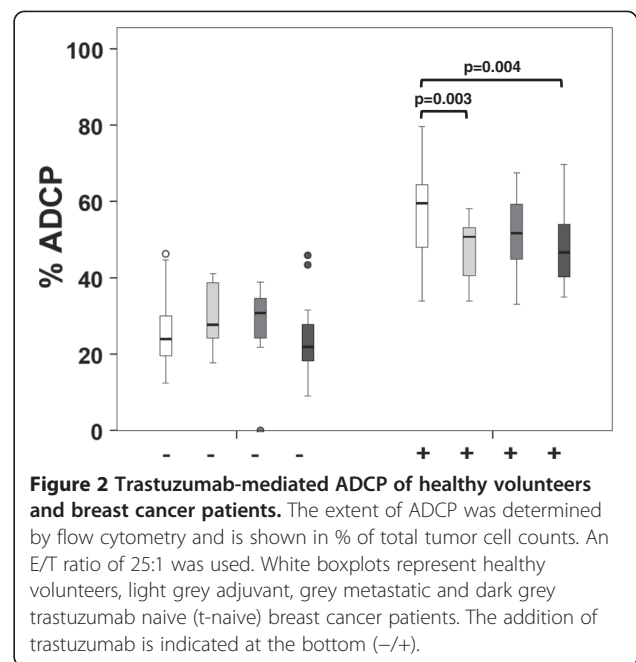 100
80
60
40
20
0
% ADCP
p=0.004
p=0.003
- - - - + + + +
Figure 2 Trastuzumab-mediated ADCP of healthy volunteers
and breast cancer patients. The extent of ADCP was determined
by flow cytometry and is shown in % of total tumor cell counts. An
E/T ratio of 25:1 was used. White boxplots represent healthy
volunteers, light grey adjuvant, grey metastatic and dark grey
trastuzumab naive (t-naive) breast cancer patients. The addition of
trastuzumab is indicated at the bottom (−/+).